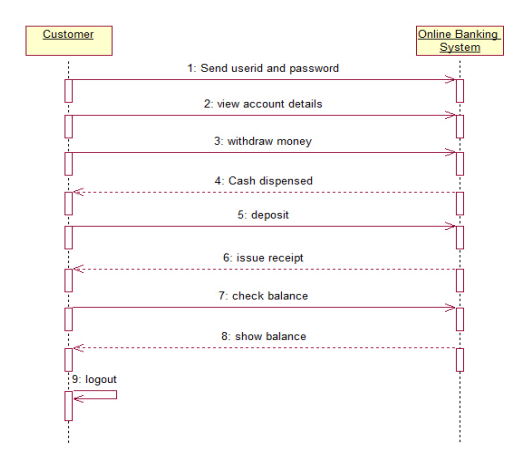 Customer
Online Banking
System
1: Send userid and password
2: view account details
3: withdraw money
4: Cash dispensed
5: deposit
6: issue receipt
7: check balance
8: show balance
9: logout